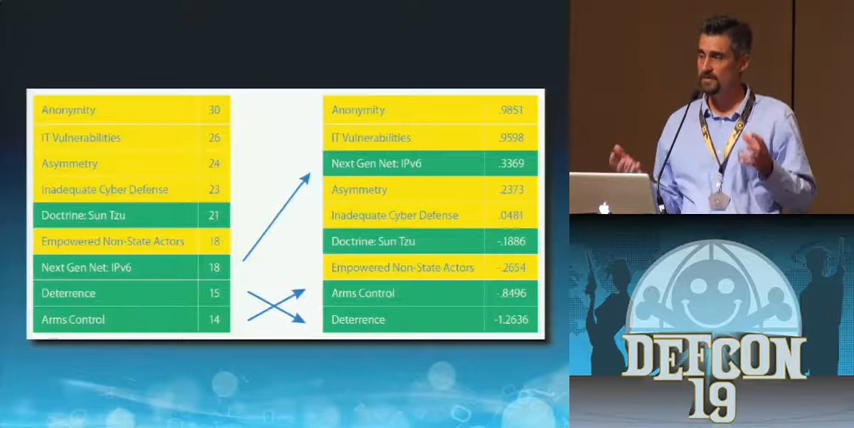 Anonymity 30
IT Vulnerabilities 26
Asymmetry 24
Inadequate Cyber Defense 23
Doctrine: Sun Tzu 21
Empowered Non-State Actors 18
Next Gen Net: IPv6 18
Deterrence 15
Arms Control 14
Anonymity .9851
IT Vulnerabilities .9598
Next Gen Net: IPv6 .3369
Asymmetry .2373
Inadequate Cyber Defense .0481
Doctrine: Sun Tzu -.1886
Empowered Non-State Actors -.2654
Arms Control -.8496
Deterrence -1.2636
DEFCON
19